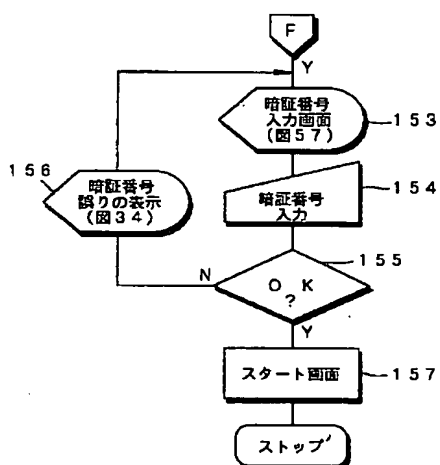 F
Y
暗証番号
入力画面
(図57)
153
156
暗証番号
誤りの表示
(図34)
154
暗証番号
入力
155
N
O K
?
Y
スタート画面
157
ストップ